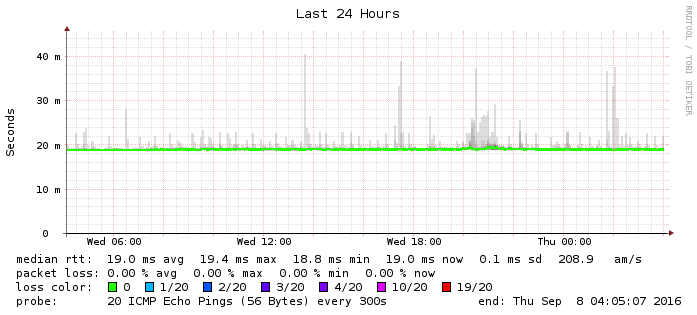 Last 24 Hours
RRDTOOL / TOBI OETIKER
Seconds
40 m
30 m
20 m
10 m
0
Wed 06:00 Wed 12:00 Wed 18:00 Thu 00:00
median rtt: 19.0 ms avg 19.4 ms max 18.8 ms min 19.0 ms now 0.1 ms sd 208.9 am/s
packet loss: 0.00 % avg 0.00 % max 0.00 % min 0.00 % now
loss color: 0 1/20 2/20 3/20 4/20 10/20 19/20
probe: 20 ICMP Echo Pings (56 Bytes) every 300s end: Thu Sep 8 04:05:07 2016